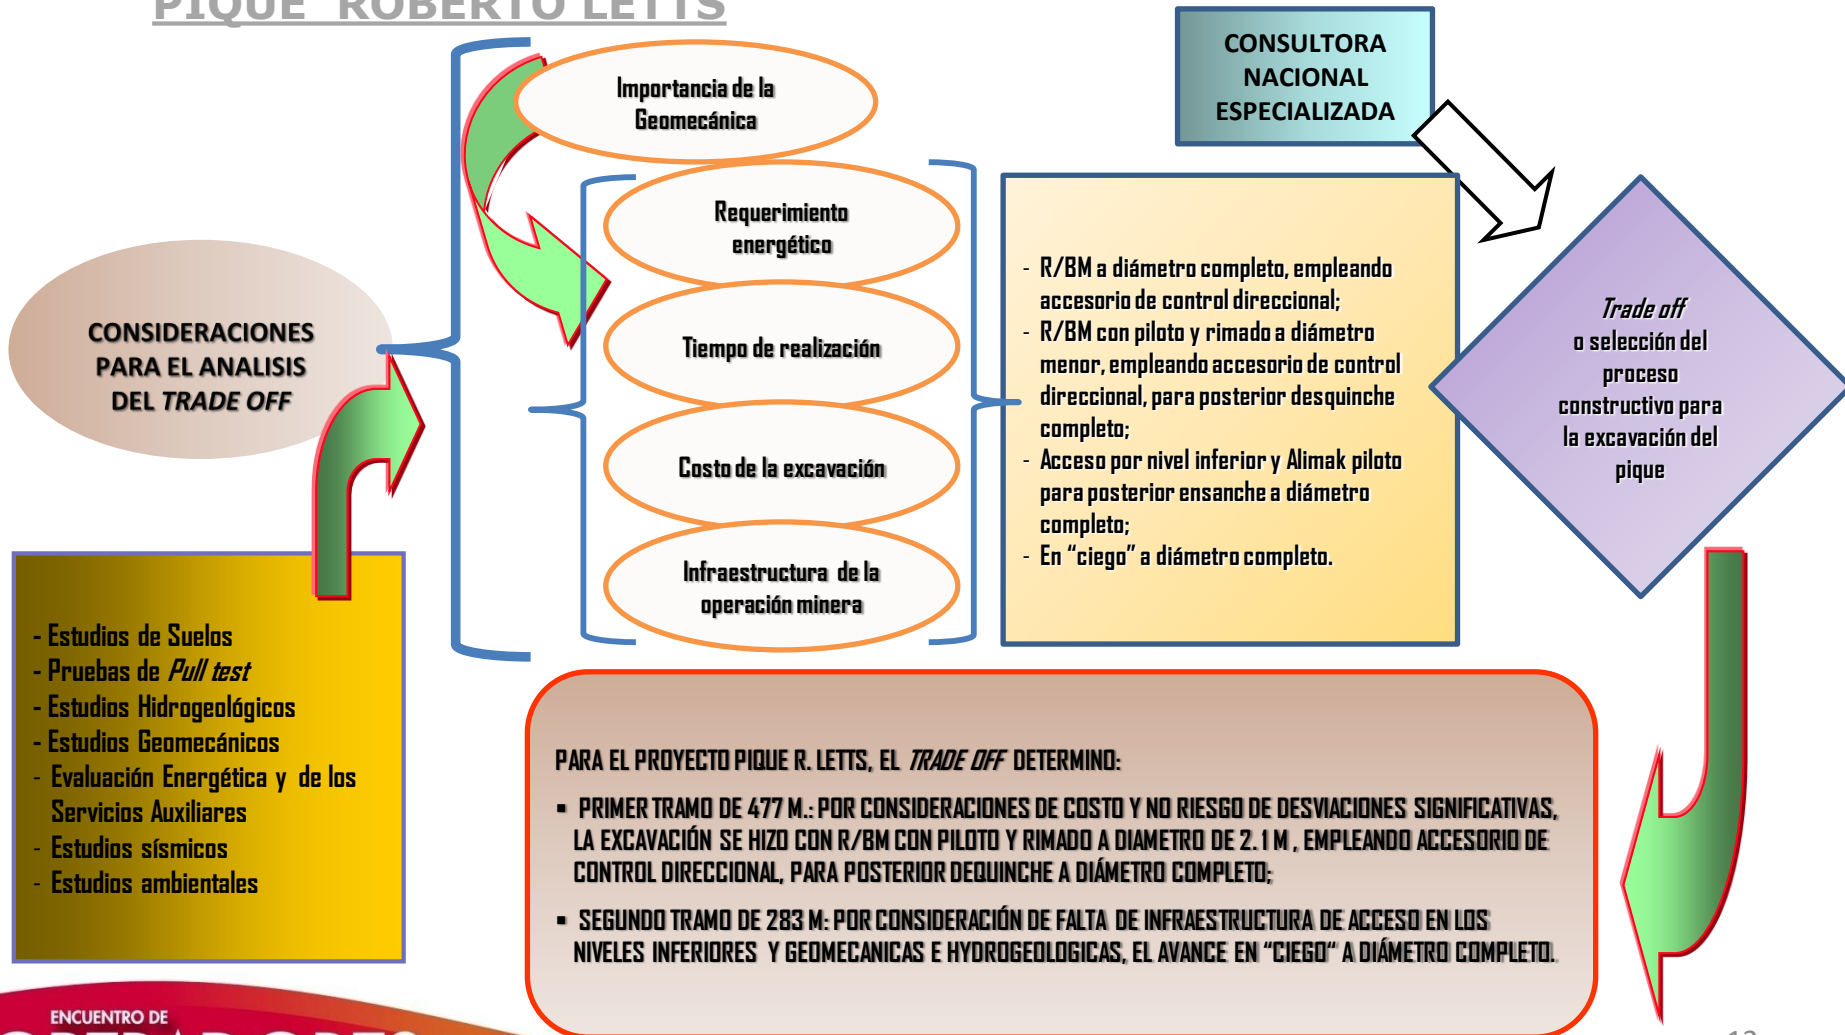 PIQUE ROBERTO LETTS
CONSULTORA
NACIONAL
ESPECIALIZADA
Importancia de la
Geomecánica
Requerimiento
energético
Tiempo de realización
Costo de la excavación
Infraestructura de la
operación minera
CONSIDERACIONES
PARA EL ANALISIS
DEL TRADE OFF
- R/BM a diámetro completo, empleando
accesorio de control direccional;
- R/BM con piloto y rimado a diámetro
menor, empleando accesorio de control
direccional, para posterior desquinche
completo;
- Acceso por nivel inferior y Alimak piloto
para posterior ensanche a diámetro
completo;
- En “ciego” a diámetro completo.
Trade off
o selección del
proceso
constructivo para
la excavación del
pique
- Estudios de Suelos
- Pruebas de Pull test
- Estudios Hidrogeológicos
- Estudios Geomecánicos
- Evaluación Energética y de los
Servicios Auxiliares
- Estudios sísmicos
- Estudios ambientales
PARA EL PROYECTO PIQUE R. LETTS, EL TRADE OFF DETERMINO:
▪ PRIMER TRAMO DE 477 M.: POR CONSIDERACIONES DE COSTO Y NO RIESGO DE DESVIACIONES SIGNIFICATIVAS,
LA EXCAVACIÓN SE HIZO CON R/BM CON PILOTO Y RIMADO A DIAMETRO DE 2.1 M , EMPLEANDO ACCESORIO DE
CONTROL DIRECCIONAL, PARA POSTERIOR DEQUINCHE A DIÁMETRO COMPLETO;
▪ SEGUNDO TRAMO DE 283 M: POR CONSIDERACIÓN DE FALTA DE INFRAESTRUCTURA DE ACCESO EN LOS
NIVELES INFERIORES Y GEOMECANICAS E HYDROGEOLOGICAS, EL AVANCE EN “CIEGO“ A DIÁMETRO COMPLETO.
ENCUENTRO DE